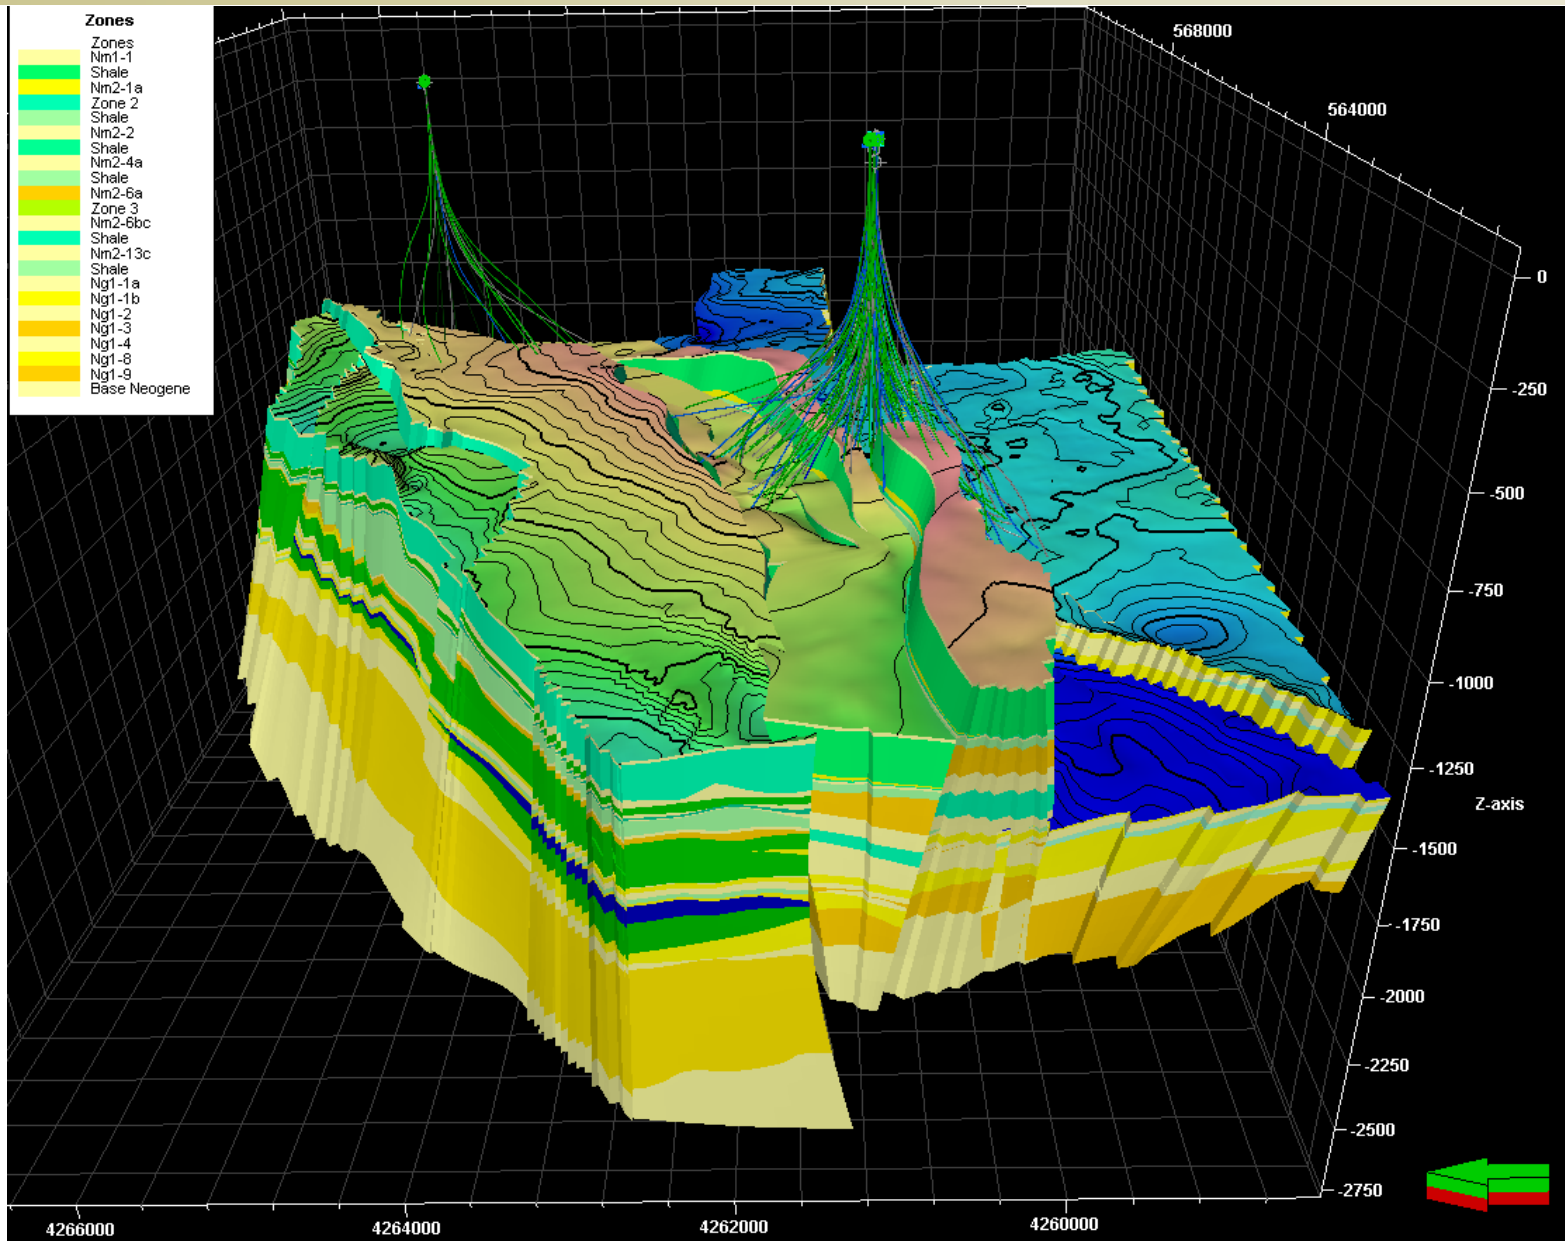 Zones
Zones
Nm1-1
Shale
Nm2-1a
Zone 2
Shale
Nm2-2
Shale
Nm2-4a
Shale
Nm2-6a
Zone 3
Nm2-6bc
Shale
Nm2-13c
Shale
Ng1-1a
Ng1-1b
Ng1-2
Ng1-3
Ng1-4
Ng1-8
Ng1-9
Base Neogene
568000
564000
0
-250
-500
-750
-1000
-1250
Z-axis
-1500
-1750
-2000
-2250
-2500
-2750
4266000
4264000
4262000
4260000